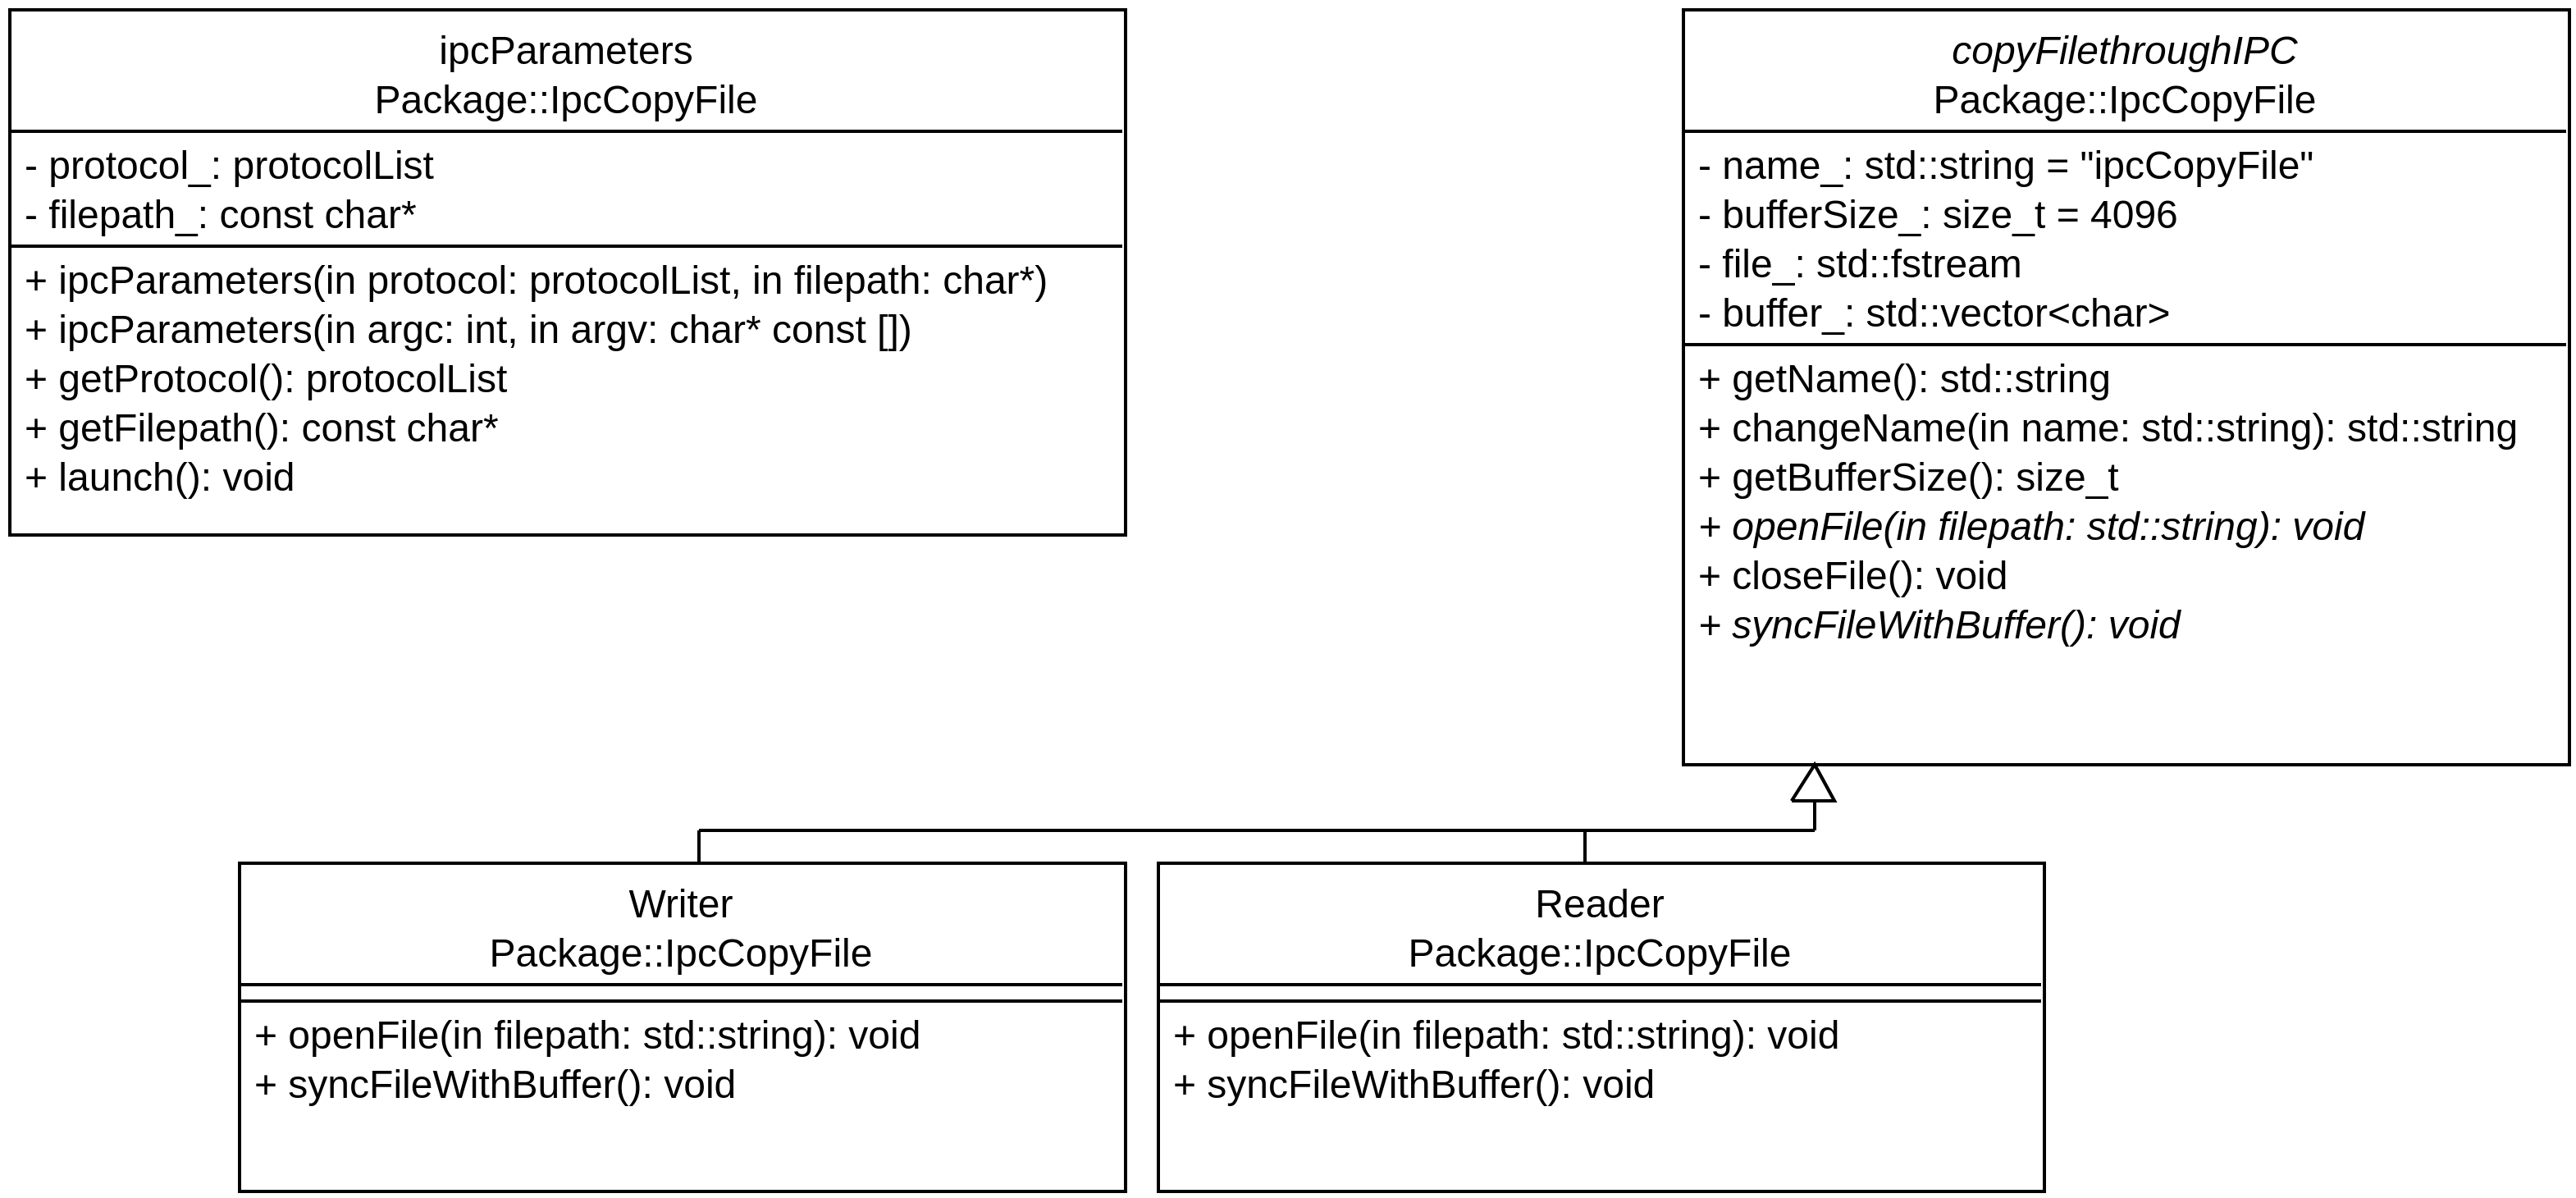 ipcParameters
Package::IpcCopyFile
- protocol_: protocolList
- filepath_: const char*
+ ipcParameters(in protocol: protocolList, in filepath: char*)
+ ipcParameters(in argc: int, in argv: char* const [])
+ getProtocol(): protocolList
+ getFilepath(): const char*
+ launch(): void
copyFilethroughIPC
Package::IpcCopyFile
- name_: std::string = "ipcCopyFile"
- bufferSize_: size_t = 4096
- file_: std::fstream
- buffer_: std::vector<char>
+ getName(): std::string
+ changeName(in name: std::string): std::string
+ getBufferSize(): size_t
+ openFile(in filepath: std::string): void
+ closeFile(): void
+ syncFileWithBuffer(): void
Writer
Package::IpcCopyFile
+ openFile(in filepath: std::string): void
+ syncFileWithBuffer(): void
Reader
Package::IpcCopyFile
+ openFile(in filepath: std::string): void
+ syncFileWithBuffer(): void